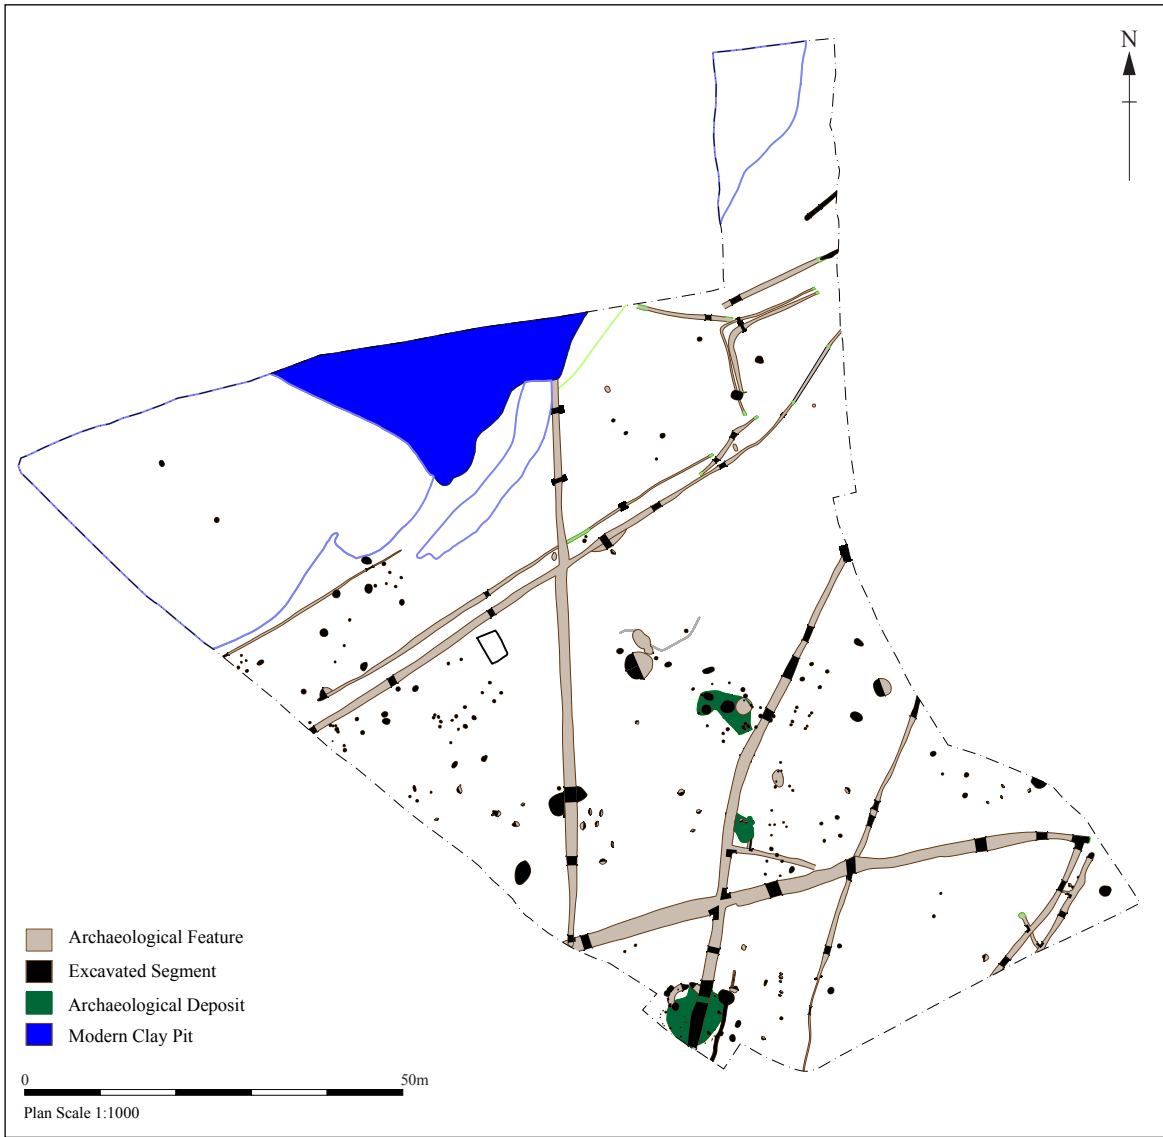 N
Archaeological Feature
Excavated Segment
Archaeological Deposit
Modern Clay Pit
0 50m
Plan Scale 1:1000